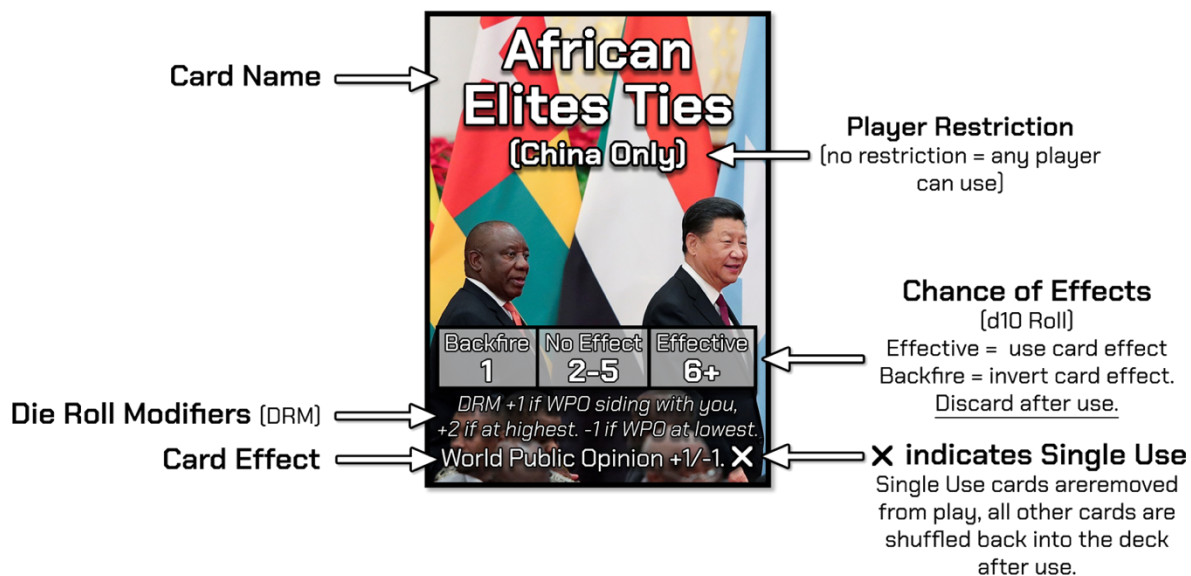 Card Name
African
Elites Ties
(China Only)
Player Restriction
(no restriction = any player
can use)
Chance of Effects
(d10 Roll)
Effective = use card effect
Backfire = invert card effect.
Discard after use.
Backfire
1
No Effect
2-5
Effective
6+
Die Roll Modifiers (DRM)
DRM +1 if WPO siding with you,
+2 if at highest. -1 if WPO at lowest.
Card Effect
World Public Opinion +1/-1. ✕
✕ indicates Single Use
Single Use cards areremoved
from play, all other cards are
shuffled back into the deck
after use.